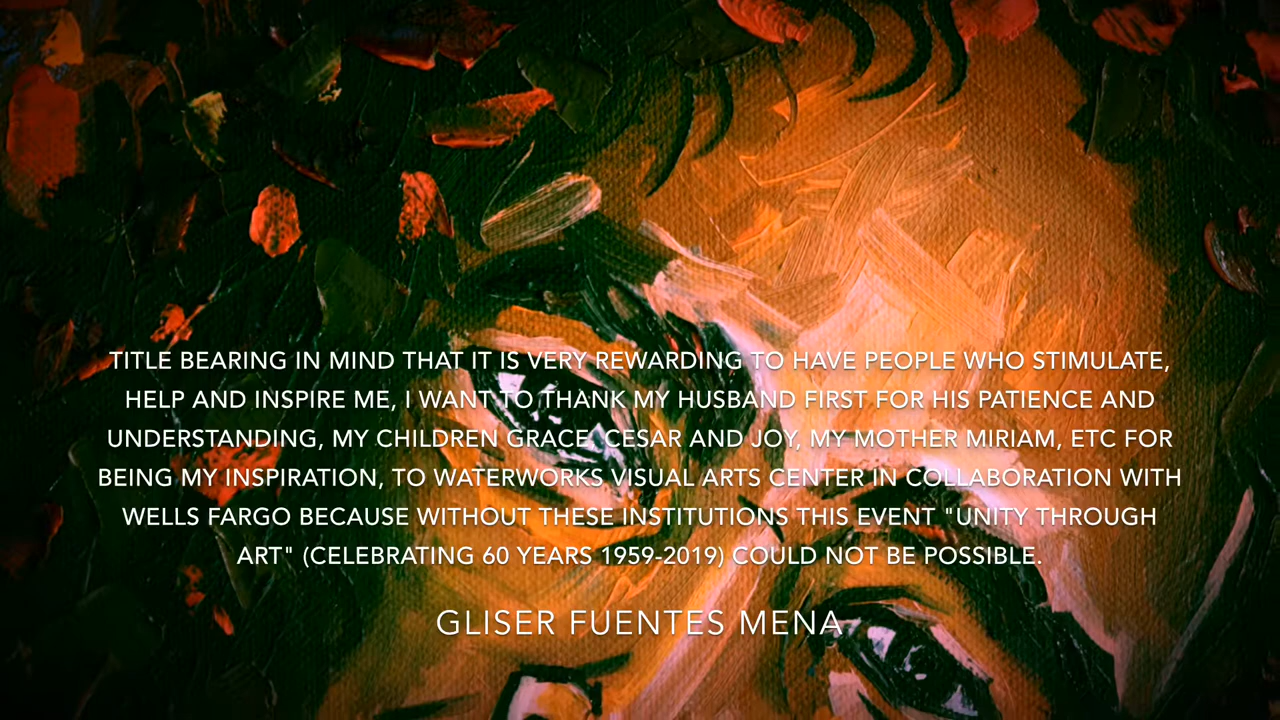 TITLE BEARING IN MIND THAT IT IS VERY REWARDING TO HAVE PEOPLE WHO STIMULATE,
HELP AND INSPIRE ME, I WANT TO THANK MY HUSBAND FIRST FOR HIS PATIENCE AND
UNDERSTANDING, MY CHILDREN GRACE, CESAR AND JOY, MY MOTHER MIRIAM, ETC FOR
BEING MY INSPIRATION, TO WATERWORKS VISUAL ARTS CENTER IN COLLABORATION WITH
WELLS FARGO BECAUSE WITHOUT THESE INSTITUTIONS THIS EVENT "UNITY THROUGH
ART" (CELEBRATING 60 YEARS 1959-2019) COULD NOT BE POSSIBLE.
GLISER FUENTES MENA